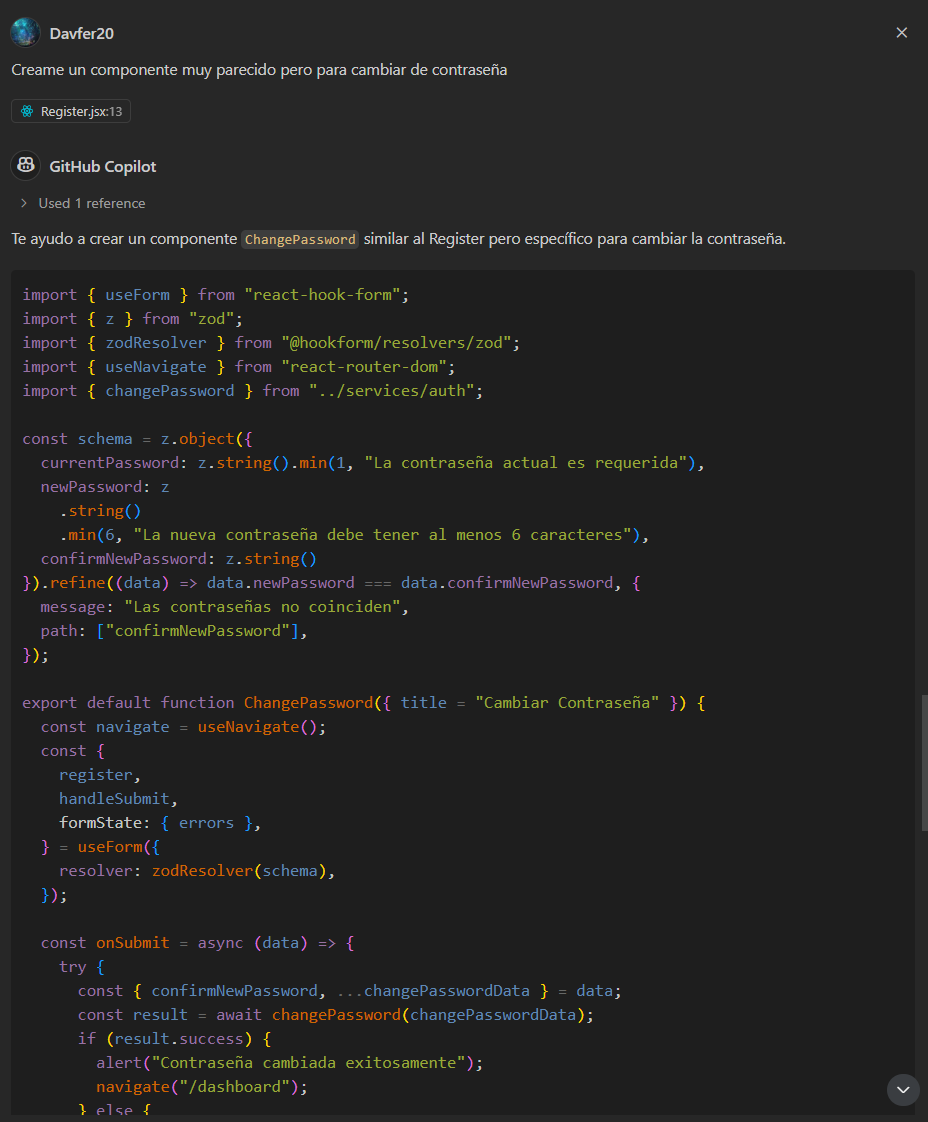 Davfer20
Creame un componente muy parecido pero para cambiar de contraseña
Register.jsx:13
GitHub Copilot
Used 1 reference
Te ayudo a crear un componente ChangePassword similar al Register pero específico para cambiar la contraseña.
import { useForm } from "react-hook-form";
import { z } from "zod";
import { zodResolver } from "@hookform/resolvers/zod";
import { useNavigate } from "react-router-dom";
import { changePassword } from "../services/auth";

const schema = z.object({
  currentPassword: z.string().min(1, "La contraseña actual es requerida"),
  newPassword: z
    .string()
    .min(6, "La nueva contraseña debe tener al menos 6 caracteres"),
  confirmNewPassword: z.string()
}).refine((data) => data.newPassword === data.confirmNewPassword, {
  message: "Las contraseñas no coinciden",
  path: ["confirmNewPassword"],
});

export default function ChangePassword({ title = "Cambiar Contraseña" }) {
  const navigate = useNavigate();
  const {
    register,
    handleSubmit,
    formState: { errors },
  } = useForm({
    resolver: zodResolver(schema),
  });

  const onSubmit = async (data) => {
    try {
      const { confirmNewPassword, ...changePasswordData } = data;
      const result = await changePassword(changePasswordData);
      if (result.success) {
        alert("Contraseña cambiada exitosamente");
        navigate("/dashboard");
      } else {